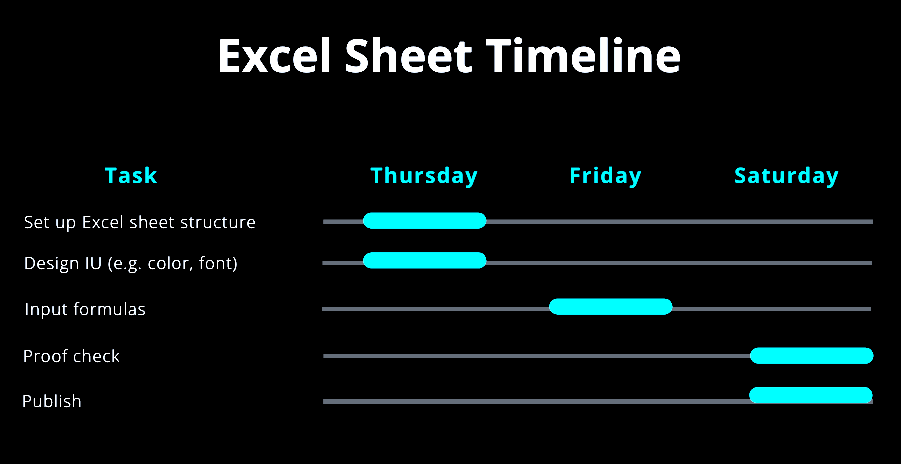 Excel Sheet Timeline
Task Thursday Friday Saturday
Set up Excel sheet structure
Design IU (e.g. color, font)
Input formulas
Proof check
Publish